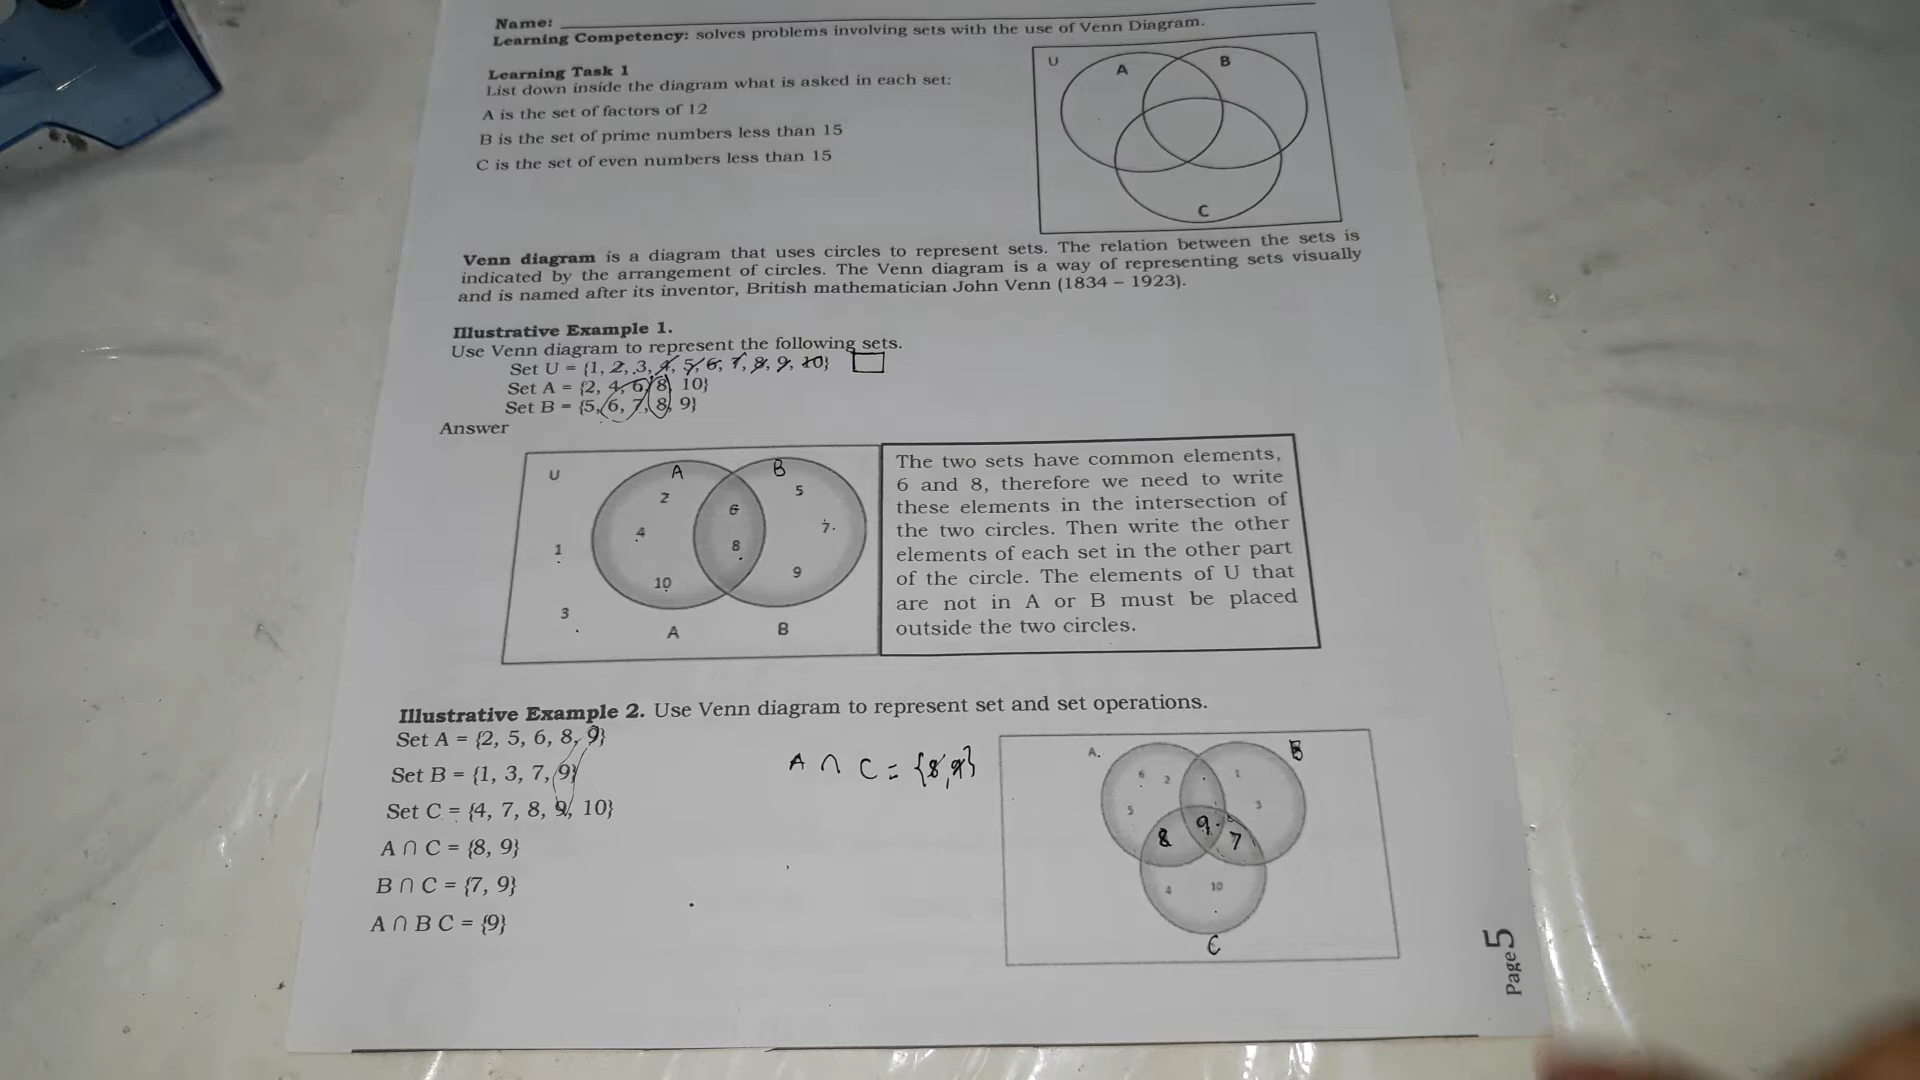 Name:
Learning Competency: solves problems involving sets with the use of Venn Diagram.
Learning Task 1
List down inside the diagram what is asked in each set:
A is the set of factors of 12
B is the set of prime numbers less than 15
C is the set of even numbers less than 15
U
A
B
C
Venn diagram is a diagram that uses circles to represent sets. The relation between the sets is
indicated by the arrangement of circles. The Venn diagram is a way of representing sets visually
and is named after its inventor, British mathematician John Venn (1834 – 1923).
Illustrative Example 1.
Use Venn diagram to represent the following sets.
Set U = {1, 2, 3, 4, 5, 6, 7, 8, 9, 10}
Set A = {2, 4, 6, 8, 10}
Set B = {5, 6, 7, 8, 9}
Answer
U
A
B
2
5
6
4
7
1
8
10
9
3
A
B
The two sets have common elements,
6 and 8, therefore we need to write
these elements in the intersection of
the two circles. Then write the other
elements of each set in the other part
of the circle. The elements of U that
are not in A or B must be placed
outside the two circles.
Illustrative Example 2. Use Venn diagram to represent set and set operations.
Set A = {2, 5, 6, 8, 9}
Set B = {1, 3, 7, 9}
Set C = {4, 7, 8, 9, 10}
A ∩ C = {8, 9}
B ∩ C = {7, 9}
A ∩ B C = {9}
A ∩ C = {8, 9}
A.
B
6
2
1
5
3
9
8
7
4
10
C
Page 5